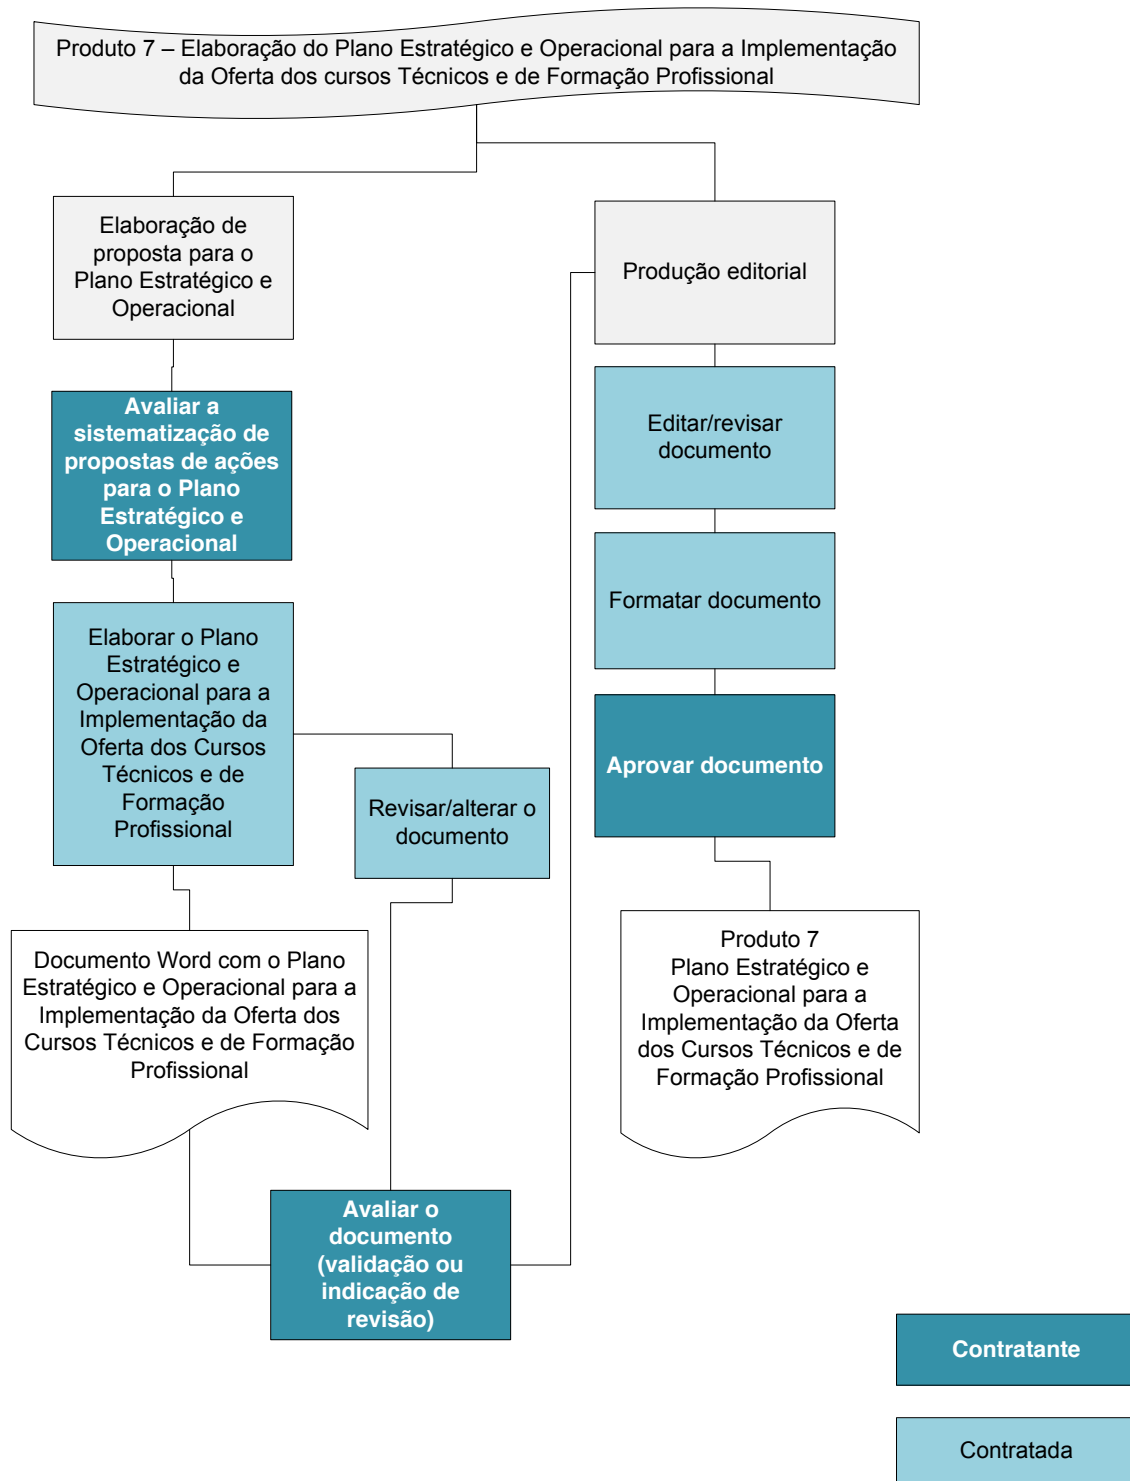 Produto 7 – Elaboração do Plano Estratégico e Operacional para a Implementação
da Oferta dos cursos Técnicos e de Formação Profissional
Elaboração de
proposta para o
Plano Estratégico e
Operacional
Avaliar a
sistematização de
propostas de ações
para o Plano
Estratégico e
Operacional
Elaborar o Plano
Estratégico e
Operacional para a
Implementação da
Oferta dos Cursos
Técnicos e de
Formação
Profissional
Revisar/alterar o
documento
Documento Word com o Plano
Estratégico e Operacional para a
Implementação da Oferta dos
Cursos Técnicos e de Formação
Profissional
Avaliar o
documento
(validação ou
indicação de
revisão)
Produção editorial
Editar/revisar
documento
Formatar documento
Aprovar documento
Produto 7
Plano Estratégico e
Operacional para a
Implementação da Oferta
dos Cursos Técnicos e de
Formação Profissional
Contratante
Contratada